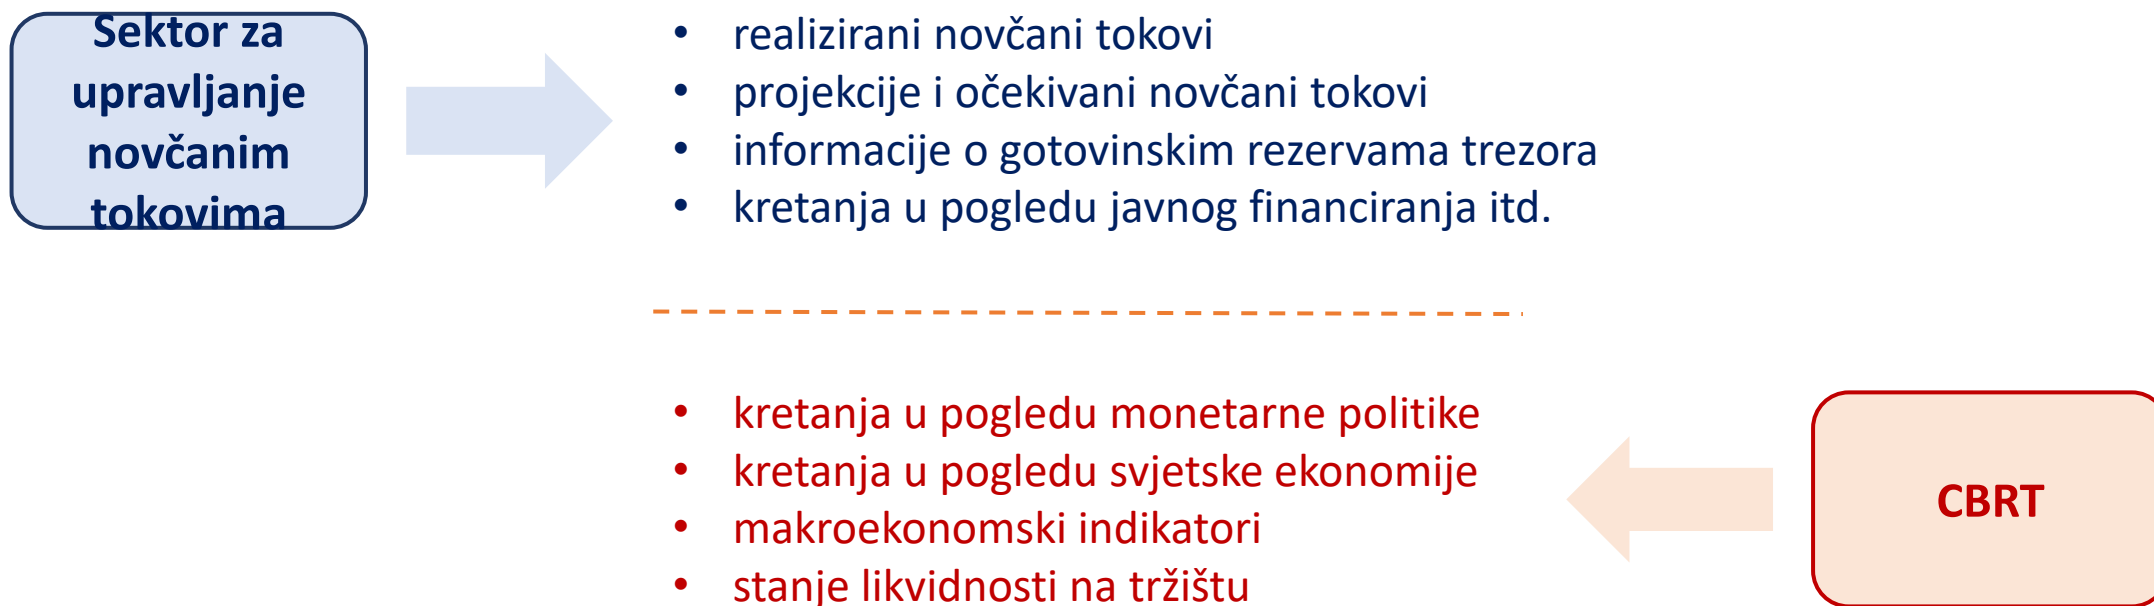 Sektor za
upravljanje
novčanim
tokovima
• realizirani novčani tokovi
• projekcije i očekivani novčani tokovi
• informacije o gotovinskim rezervama trezora
• kretanja u pogledu javnog financiranja itd.
• kretanja u pogledu monetarne politike
• kretanja u pogledu svjetske ekonomije
• makroekonomski indikatori
• stanje likvidnosti na tržištu
CBRT